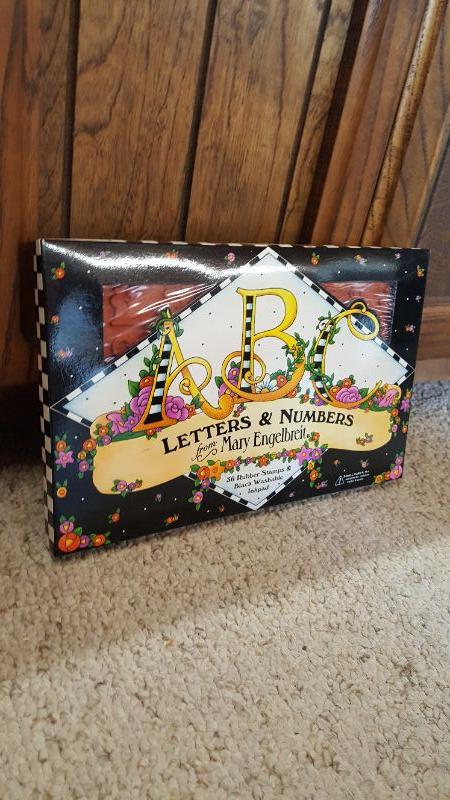 ABC
LETTERS & NUMBERS
from Mary Engelbreit
36 Rubber Stamps &
Black Washable
Inkpad